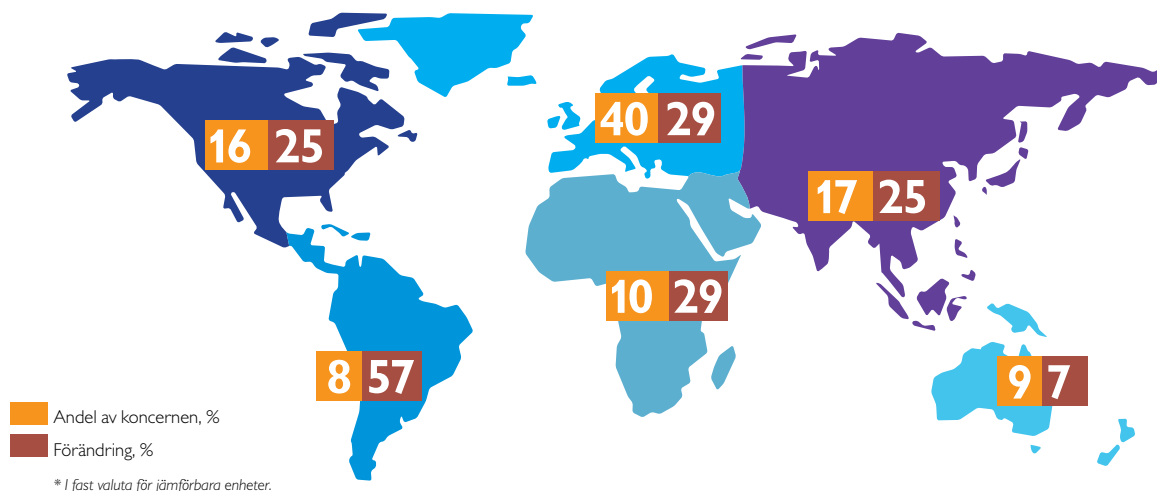 40 29
16 25
17 25
10 29
8 57
9 7
Andel av koncernen, %
Förändring, %
* I fast valuta för jämförbara enheter.